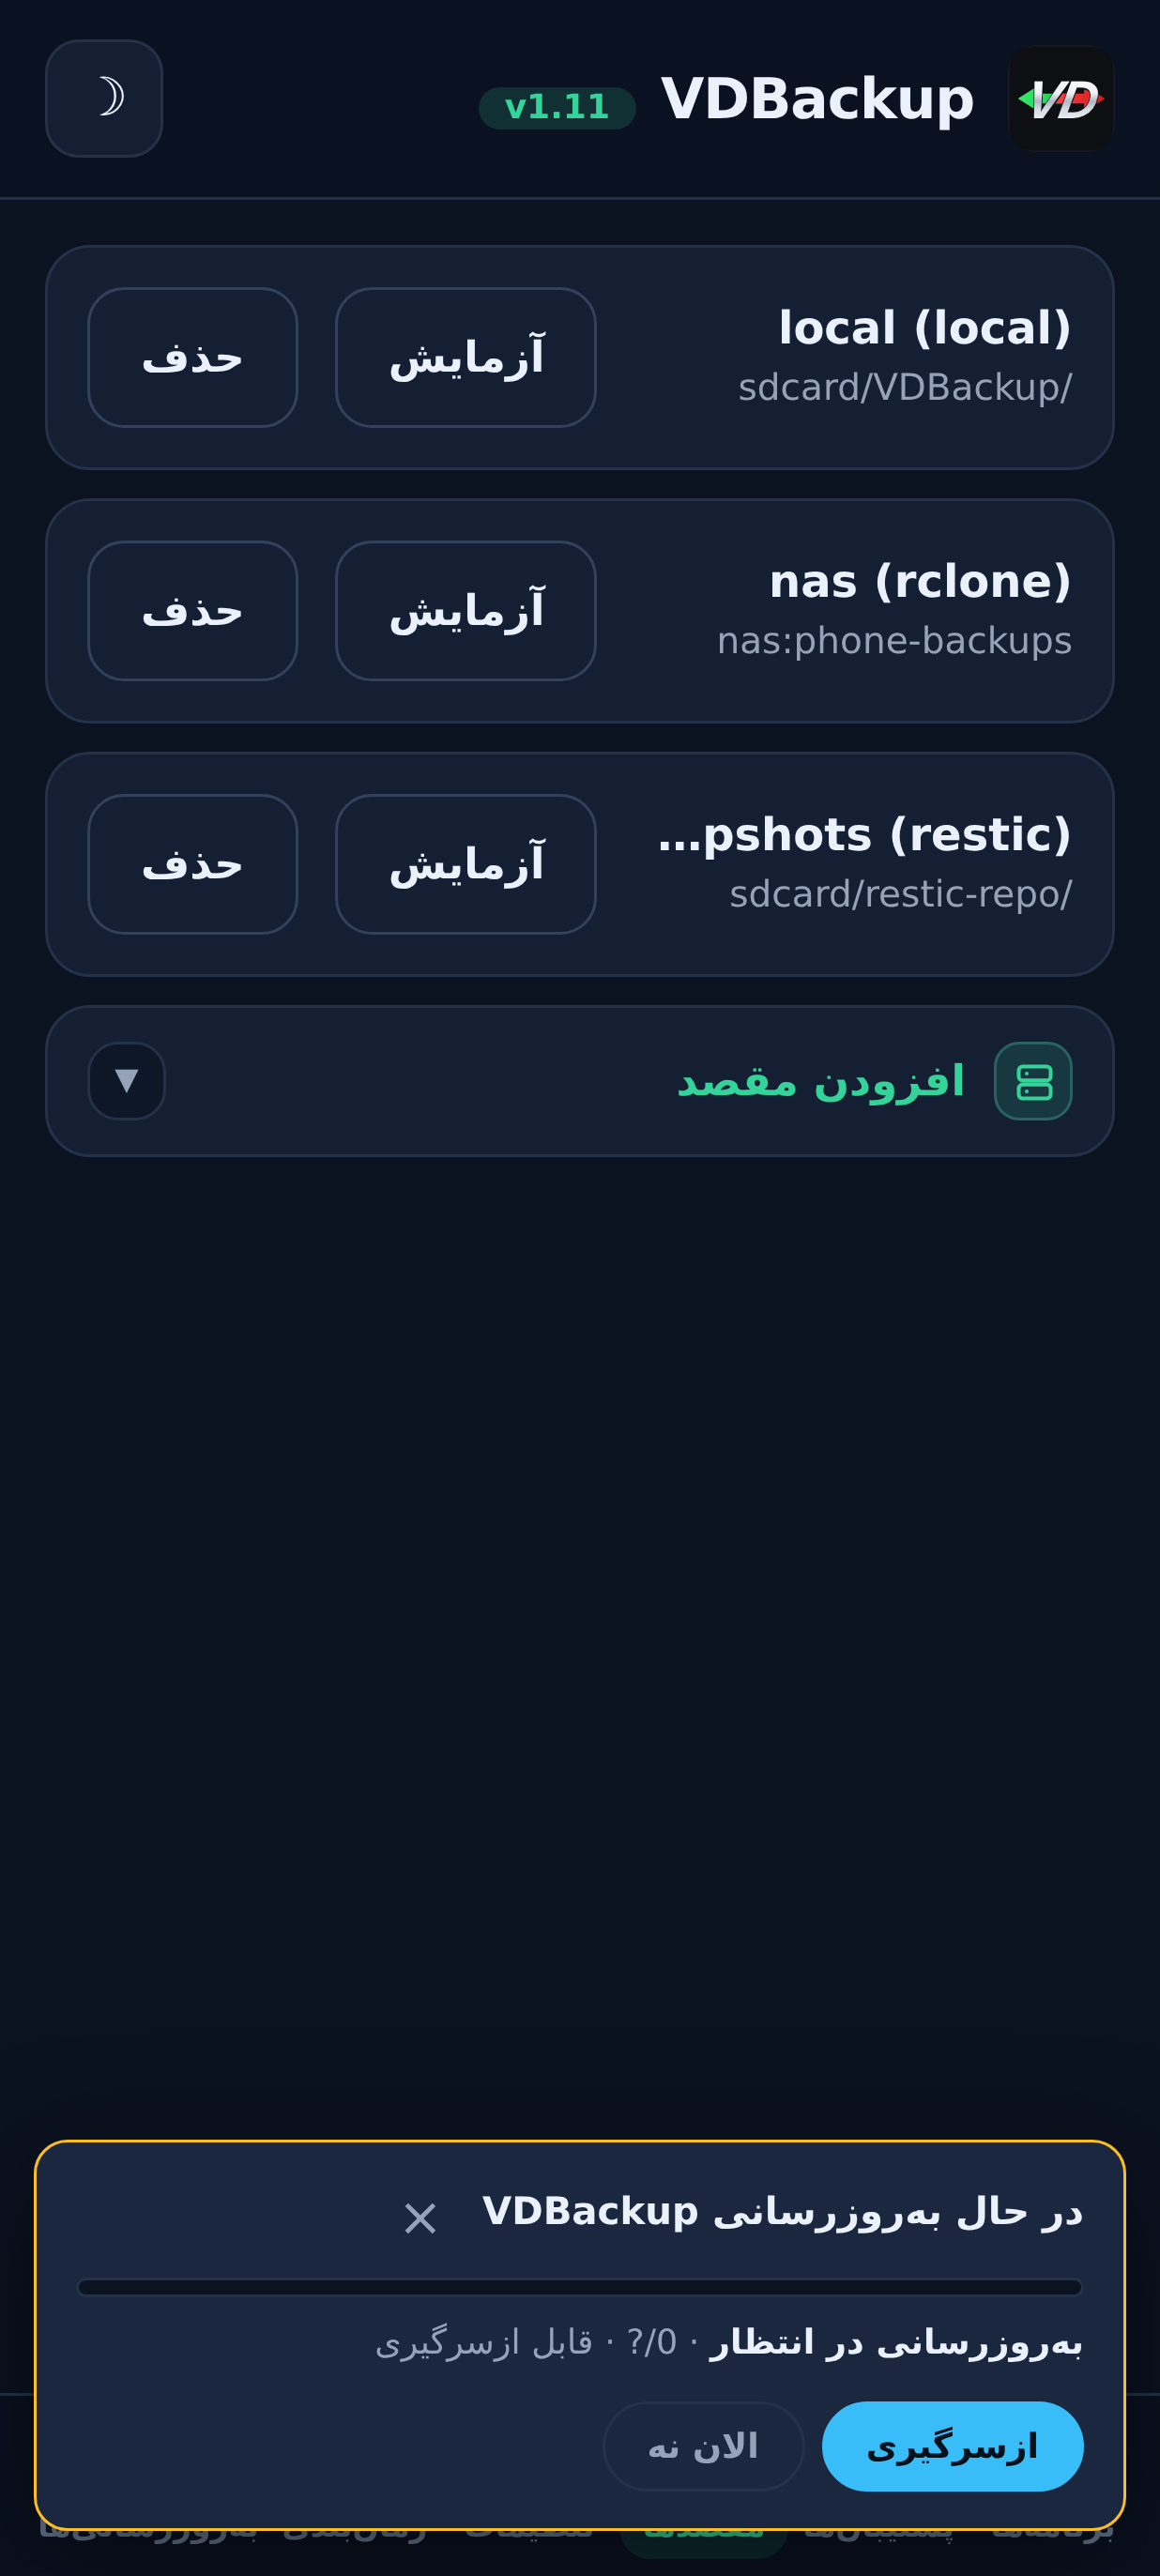 VD VDBackup v1.11
local (local)
sdcard/VDBackup/
آزمایش
حذف
nas (rclone)
nas:phone-backups
آزمایش
حذف
…pshots (restic)
sdcard/restic-repo/
آزمایش
حذف
افزودن مقصد
در حال به‌روزرسانی VDBackup ×
به‌روزرسانی در انتظار · 0/? · قابل ازسرگیری
ازسرگیری
الان نه